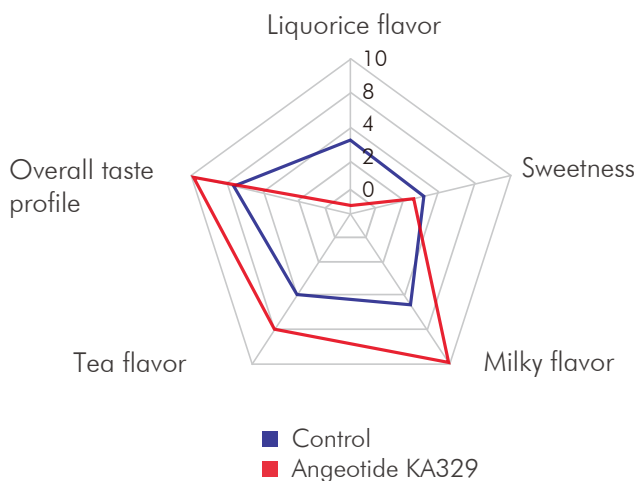 Liquorice flavor
10
8
4
2
0
Overall taste
profile
Sweetness
Tea flavor
Milky flavor
Control
Angeotide KA329